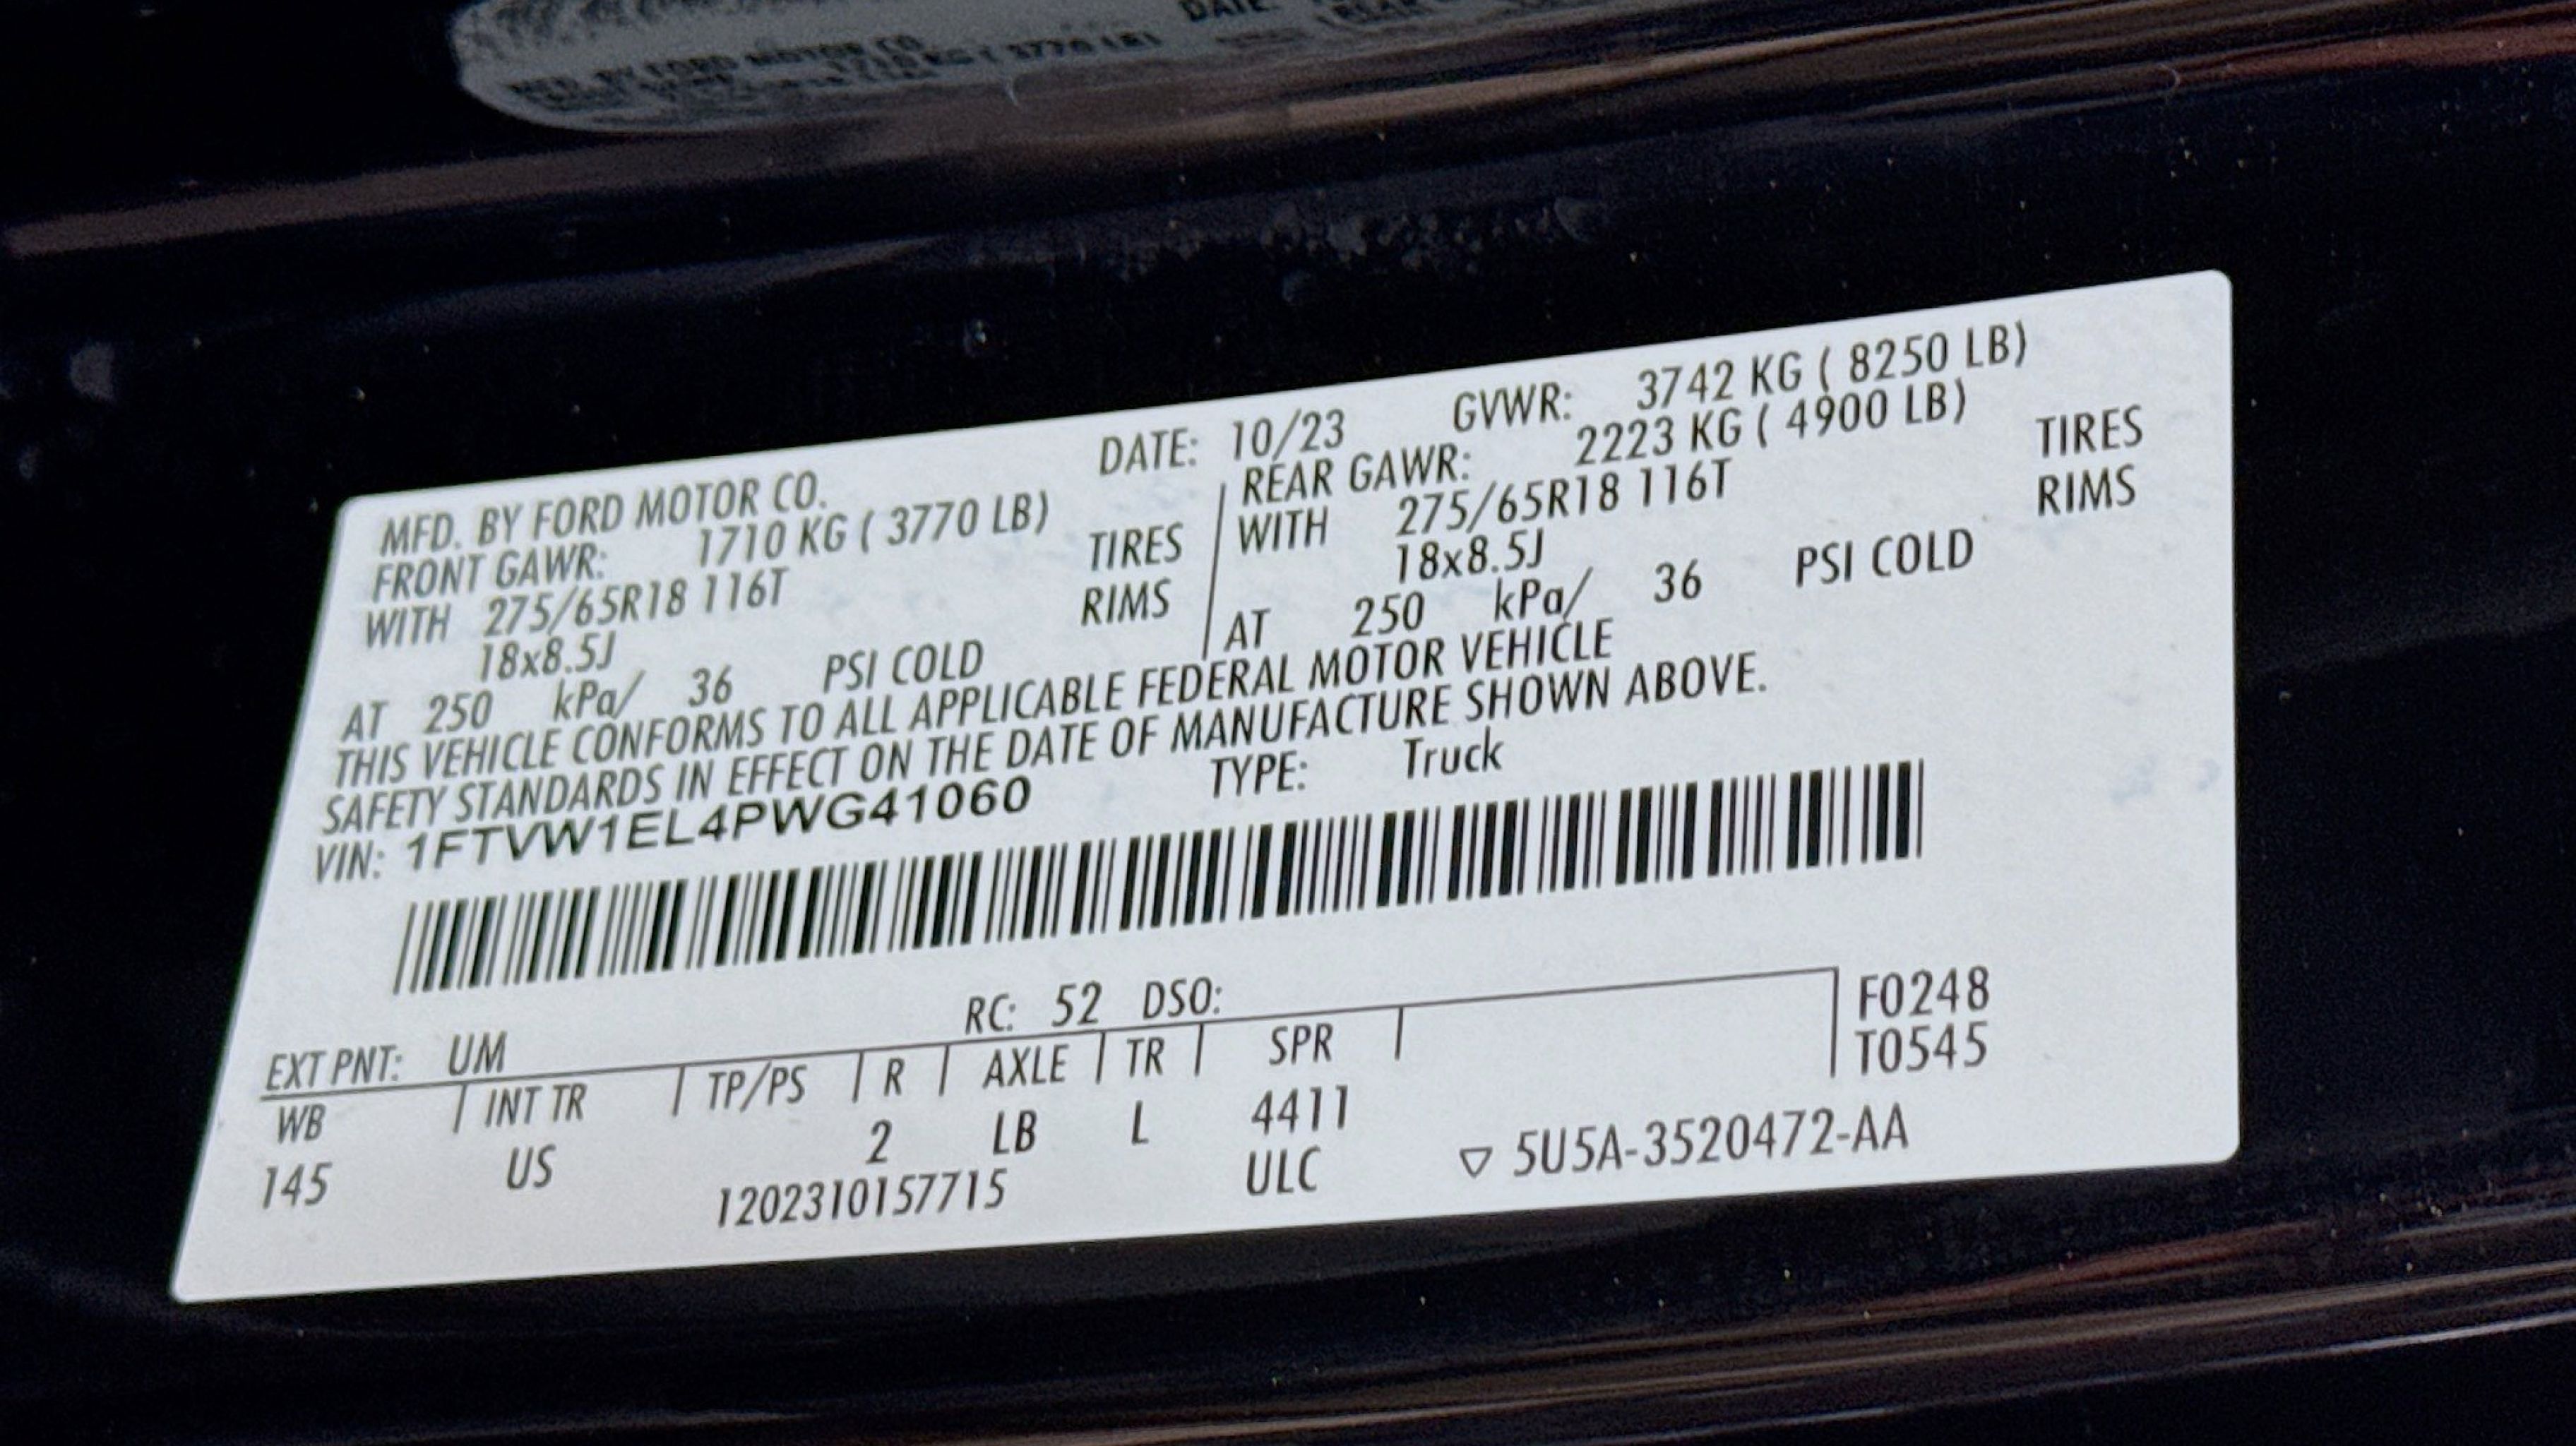 MFD. BY FORD MOTOR CO. DATE: 10/23 GVWR: 3742 KG ( 8250 LB)
FRONT GAWR: 1710 KG ( 3770 LB) REAR GAWR: 2223 KG ( 4900 LB)
WITH 275/65R18 116T TIRES WITH 275/65R18 116T TIRES
18x8.5J RIMS 18x8.5J RIMS
AT 250 kPa/ 36 PSI COLD AT 250 kPa/ 36 PSI COLD
THIS VEHICLE CONFORMS TO ALL APPLICABLE FEDERAL MOTOR VEHICLE
SAFETY STANDARDS IN EFFECT ON THE DATE OF MANUFACTURE SHOWN ABOVE.
VIN: 1FTVW1EL4PWG41060 TYPE: Truck
EXT PNT: UM RC: 52 DSO: F0248
WB INT TR TP/PS R AXLE TR SPR T0545
145 US 2 LB L 4411
1202310157715 ULC ▽ 5U5A-3520472-AA